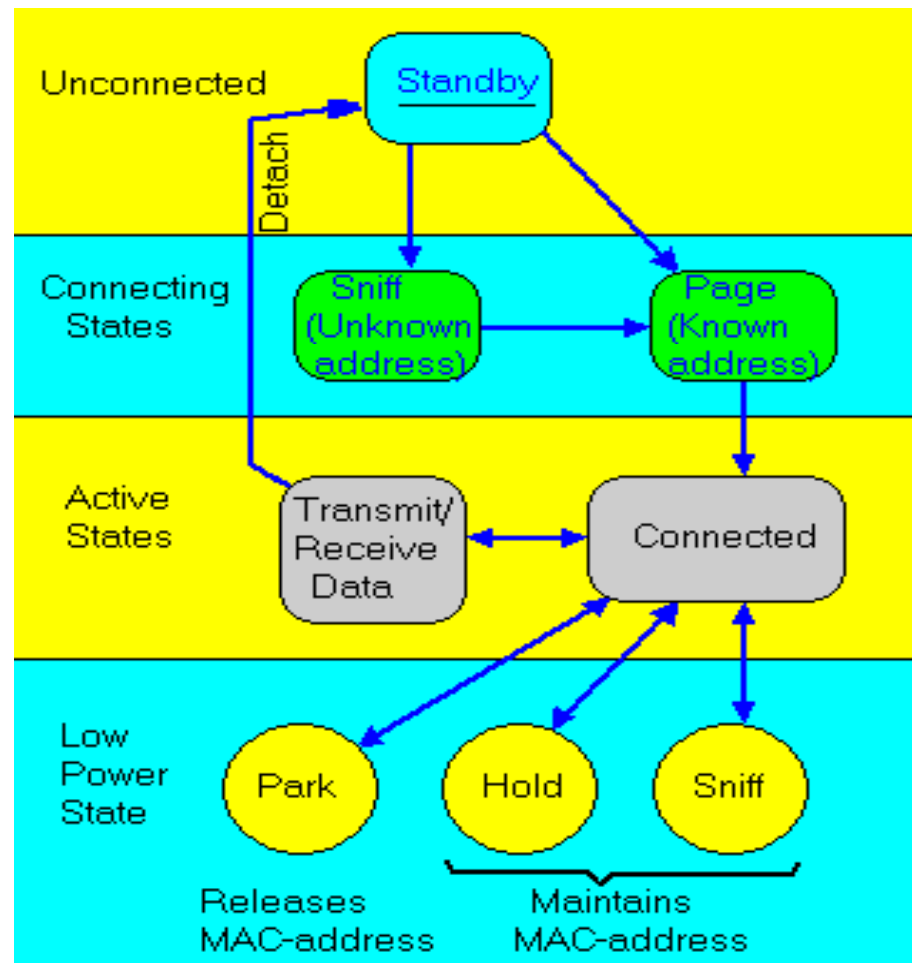 Unconnected
Standby
Detach
Connecting
States
Sniff
(Unknown
address)
Page
(Known
address)
Active
States
Transmit/
Receive
Data
Connected
Low
Power
State
Park
Hold
Sniff
Releases
MAC-address
Maintains
MAC-address